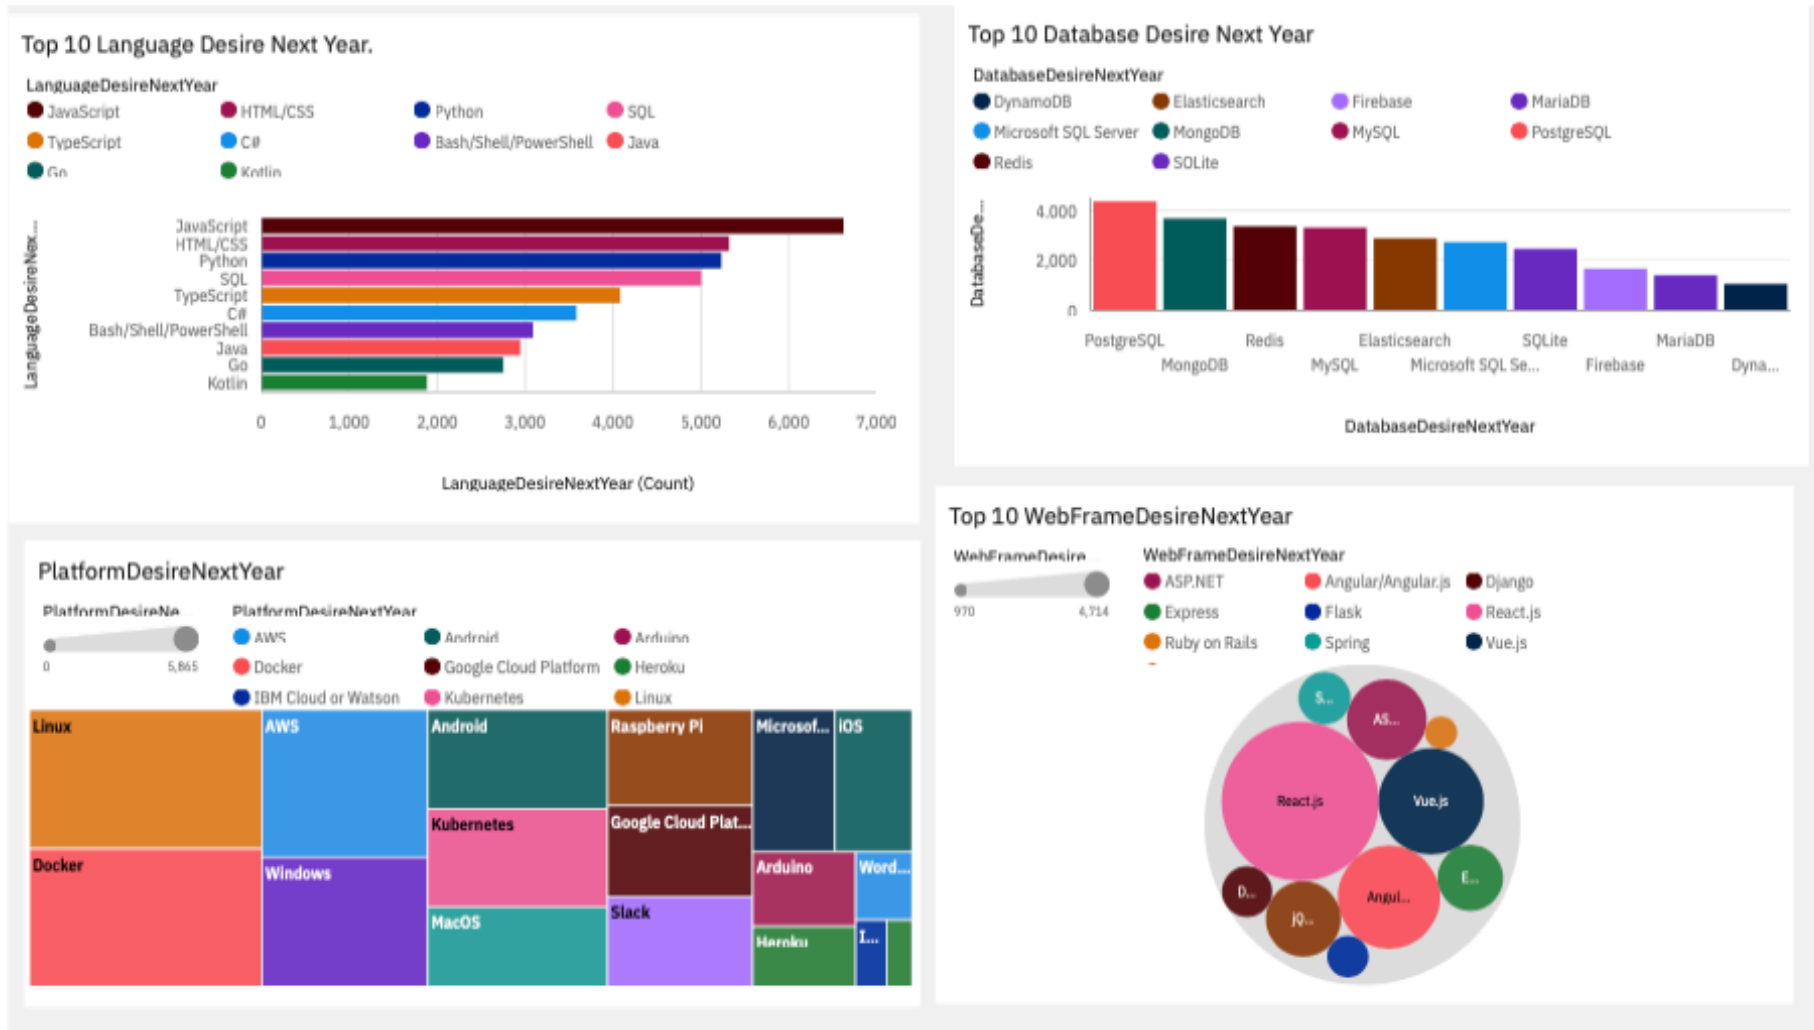 Top 10 Language Desire Next Year.
LanguageDesireNextYear
JavaScript HTML/CSS Python SQL
TypeScript C# Bash/Shell/PowerShell Java
Go Kotlin
LanguageDesireNex...
JavaScript
HTML/CSS
Python
SQL
TypeScript
C#
Bash/Shell/PowerShell
Java
Go
Kotlin
0 1,000 2,000 3,000 4,000 5,000 6,000 7,000
LanguageDesireNextYear (Count)
Top 10 Database Desire Next Year
DatabaseDesireNextYear
DynamoDB Elasticsearch Firebase MariaDB
Microsoft SQL Server MongoDB MySQL PostgreSQL
Redis SQLite
DatabaseDe...
4,000
2,000
0
PostgreSQL Redis Elasticsearch SQLite MariaDB
MongoDB MySQL Microsoft SQL Se... Firebase Dyna...
DatabaseDesireNextYear
PlatformDesireNextYear
PlatformDesireNe... PlatformDesireNextYear
0 5,865
AWS Android Arduino
Docker Google Cloud Platform Heroku
IBM Cloud or Watson Kubernetes Linux
Linux AWS Android Raspberry Pi Microsof... iOS
Kubernetes Google Cloud Plat...
Docker Windows Arduino Word...
MacOS Slack Heroku I...
Top 10 WebFrameDesireNextYear
WebFrameDesire... WebFrameDesireNextYear
970 4,714
ASP.NET Angular/Angular.js Django
Express Flask React.js
Ruby on Rails Spring Vue.js
S...
AS...
React.js Vue.js
D... E...
jQ... Angul...